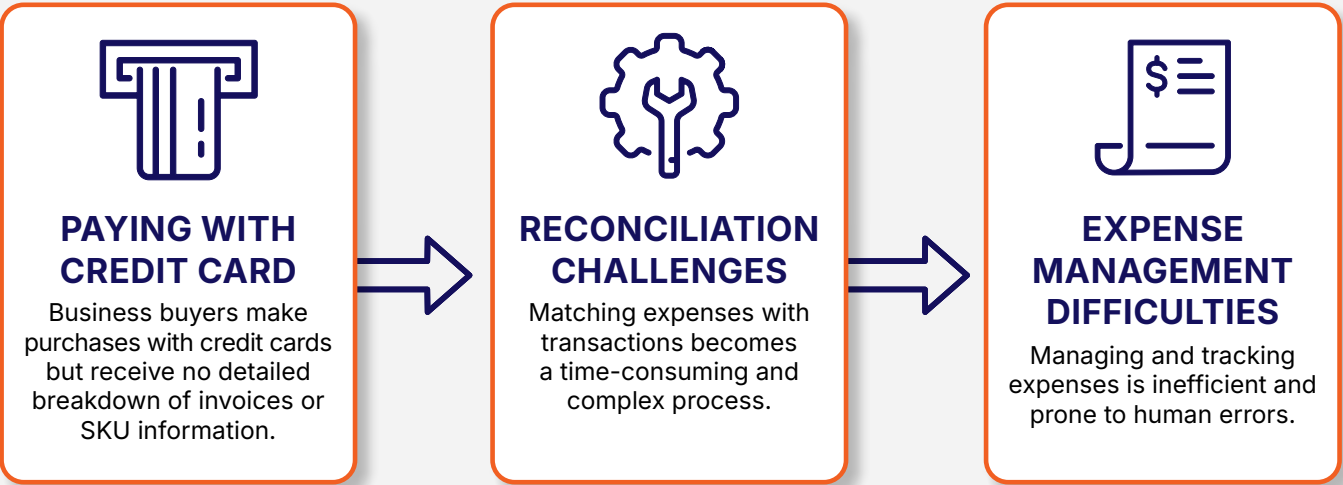 PAYING WITH
CREDIT CARD
Business buyers make
purchases with credit cards
but receive no detailed
breakdown of invoices or
SKU information.
RECONCILIATION
CHALLENGES
Matching expenses with
transactions becomes
a time-consuming and
complex process.
$
EXPENSE
MANAGEMENT
DIFFICULTIES
Managing and tracking
expenses is inefficient and
prone to human errors.